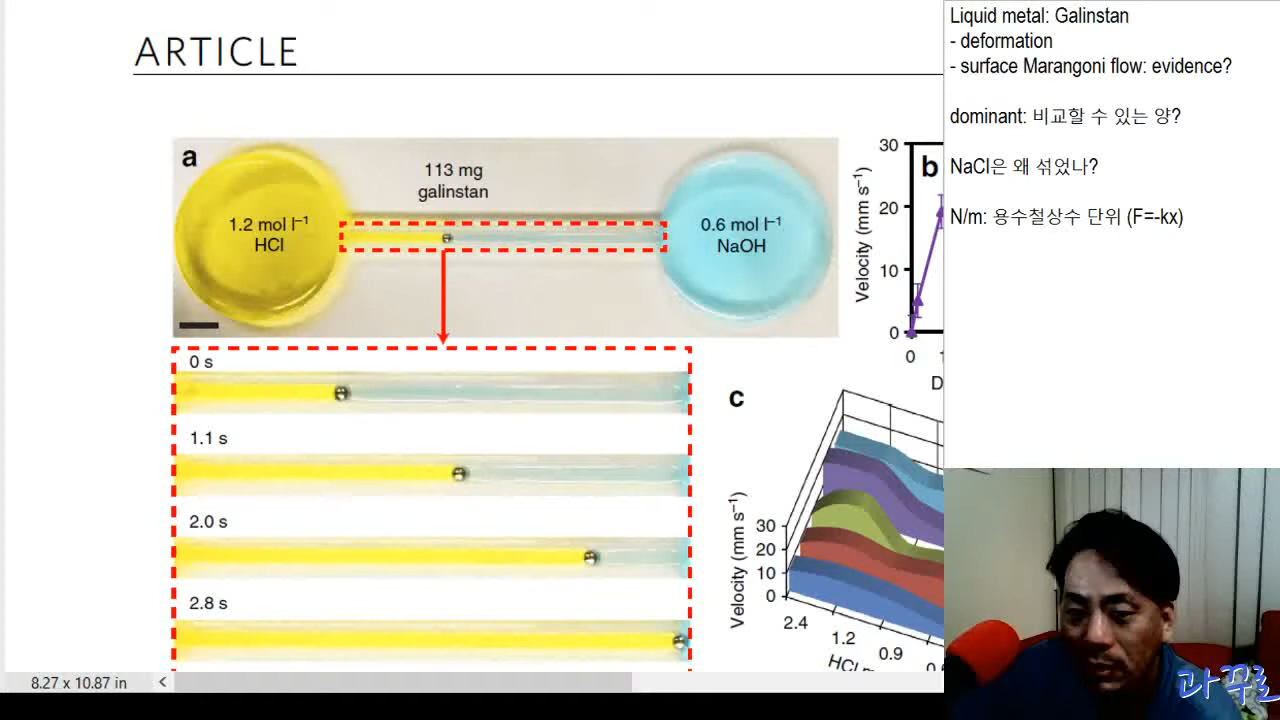 ARTICLE
a
113 mg
galinstan
1.2 mol l⁻¹
HCl
0.6 mol l⁻¹
NaOH
0 s
1.1 s
2.0 s
2.8 s
b
Velocity (mm s⁻¹)
30
20
10
0
0
D
c
Velocity (mm s⁻¹)
30
20
10
0
2.4
1.2
0.9
HCl
8.27 x 10.87 in
Liquid metal: Galinstan
- deformation
- surface Marangoni flow: evidence?
dominant: 비교할 수 있는 양?
NaCl은 왜 섞었나?
N/m: 용수철상수 단위 (F=-kx)
과꾸로